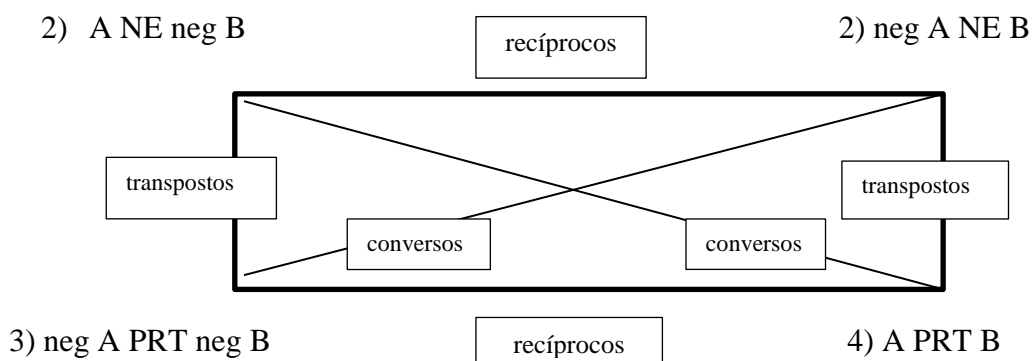 2) A NE neg B
2) neg A NE B
recíprocos
transpostos
transpostos
conversos
conversos
3) neg A PRT neg B
4) A PRT B
recíprocos